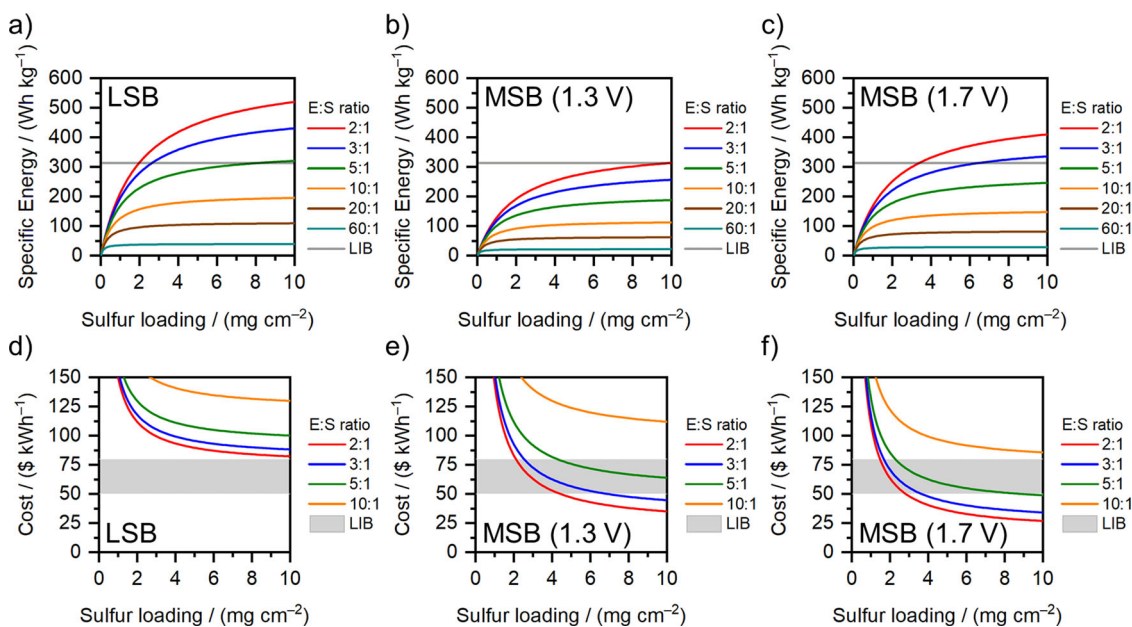 a)
Specific Energy / (Wh kg⁻¹)
600
500
400
300
200
100
0
LSB
0 2 4 6 8 10
Sulfur loading / (mg cm⁻²)
E:S ratio
2:1
3:1
5:1
10:1
20:1
60:1
LIB
b)
Specific Energy / (Wh kg⁻¹)
600
500
400
300
200
100
0
MSB (1.3 V)
0 2 4 6 8 10
Sulfur loading / (mg cm⁻²)
E:S ratio
2:1
3:1
5:1
10:1
20:1
60:1
LIB
c)
Specific Energy / (Wh kg⁻¹)
600
500
400
300
200
100
0
MSB (1.7 V)
0 2 4 6 8 10
Sulfur loading / (mg cm⁻²)
E:S ratio
2:1
3:1
5:1
10:1
20:1
60:1
LIB
d)
Cost / ($ kWh⁻¹)
150
125
100
75
50
25
0
LSB
0 2 4 6 8 10
Sulfur loading / (mg cm⁻²)
E:S ratio
2:1
3:1
5:1
10:1
LIB
e)
Cost / ($ kWh⁻¹)
150
125
100
75
50
25
0
MSB (1.3 V)
0 2 4 6 8 10
Sulfur loading / (mg cm⁻²)
E:S ratio
2:1
3:1
5:1
10:1
LIB
f)
Cost / ($ kWh⁻¹)
150
125
100
75
50
25
0
MSB (1.7 V)
0 2 4 6 8 10
Sulfur loading / (mg cm⁻²)
E:S ratio
2:1
3:1
5:1
10:1
LIB